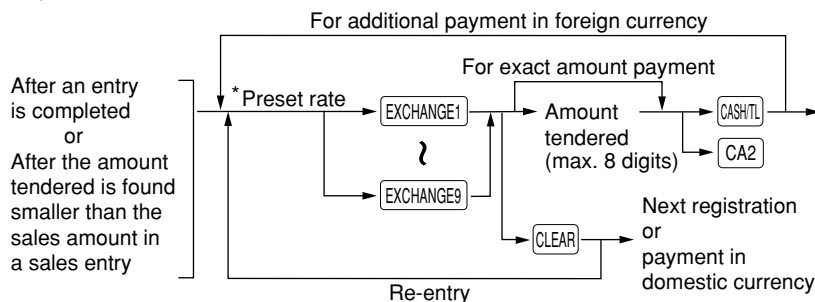 For additional payment in foreign currency
For exact amount payment
After an entry
is completed
or
After the amount
tendered is found
smaller than the
sales amount in
a sales entry
*Preset rate
EXCHANGE1
~
EXCHANGE9
Amount
tendered
(max. 8 digits)
CASH/TL
CA2
CLEAR
Next registration
or
payment in
domestic currency
Re-entry